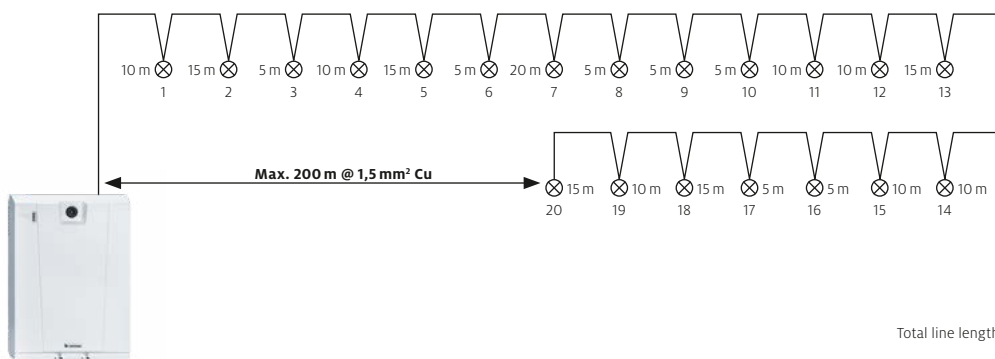 10 m 15 m 5 m 10 m 15 m 5 m 20 m 5 m 5 m 5 m 10 m 10 m 15 m
1 2 3 4 5 6 7 8 9 10 11 12 13
Max. 200 m @ 1,5 mm² Cu
15 m 10 m 15 m 5 m 5 m 10 m 10 m
20 19 18 17 16 15 14
Total line length